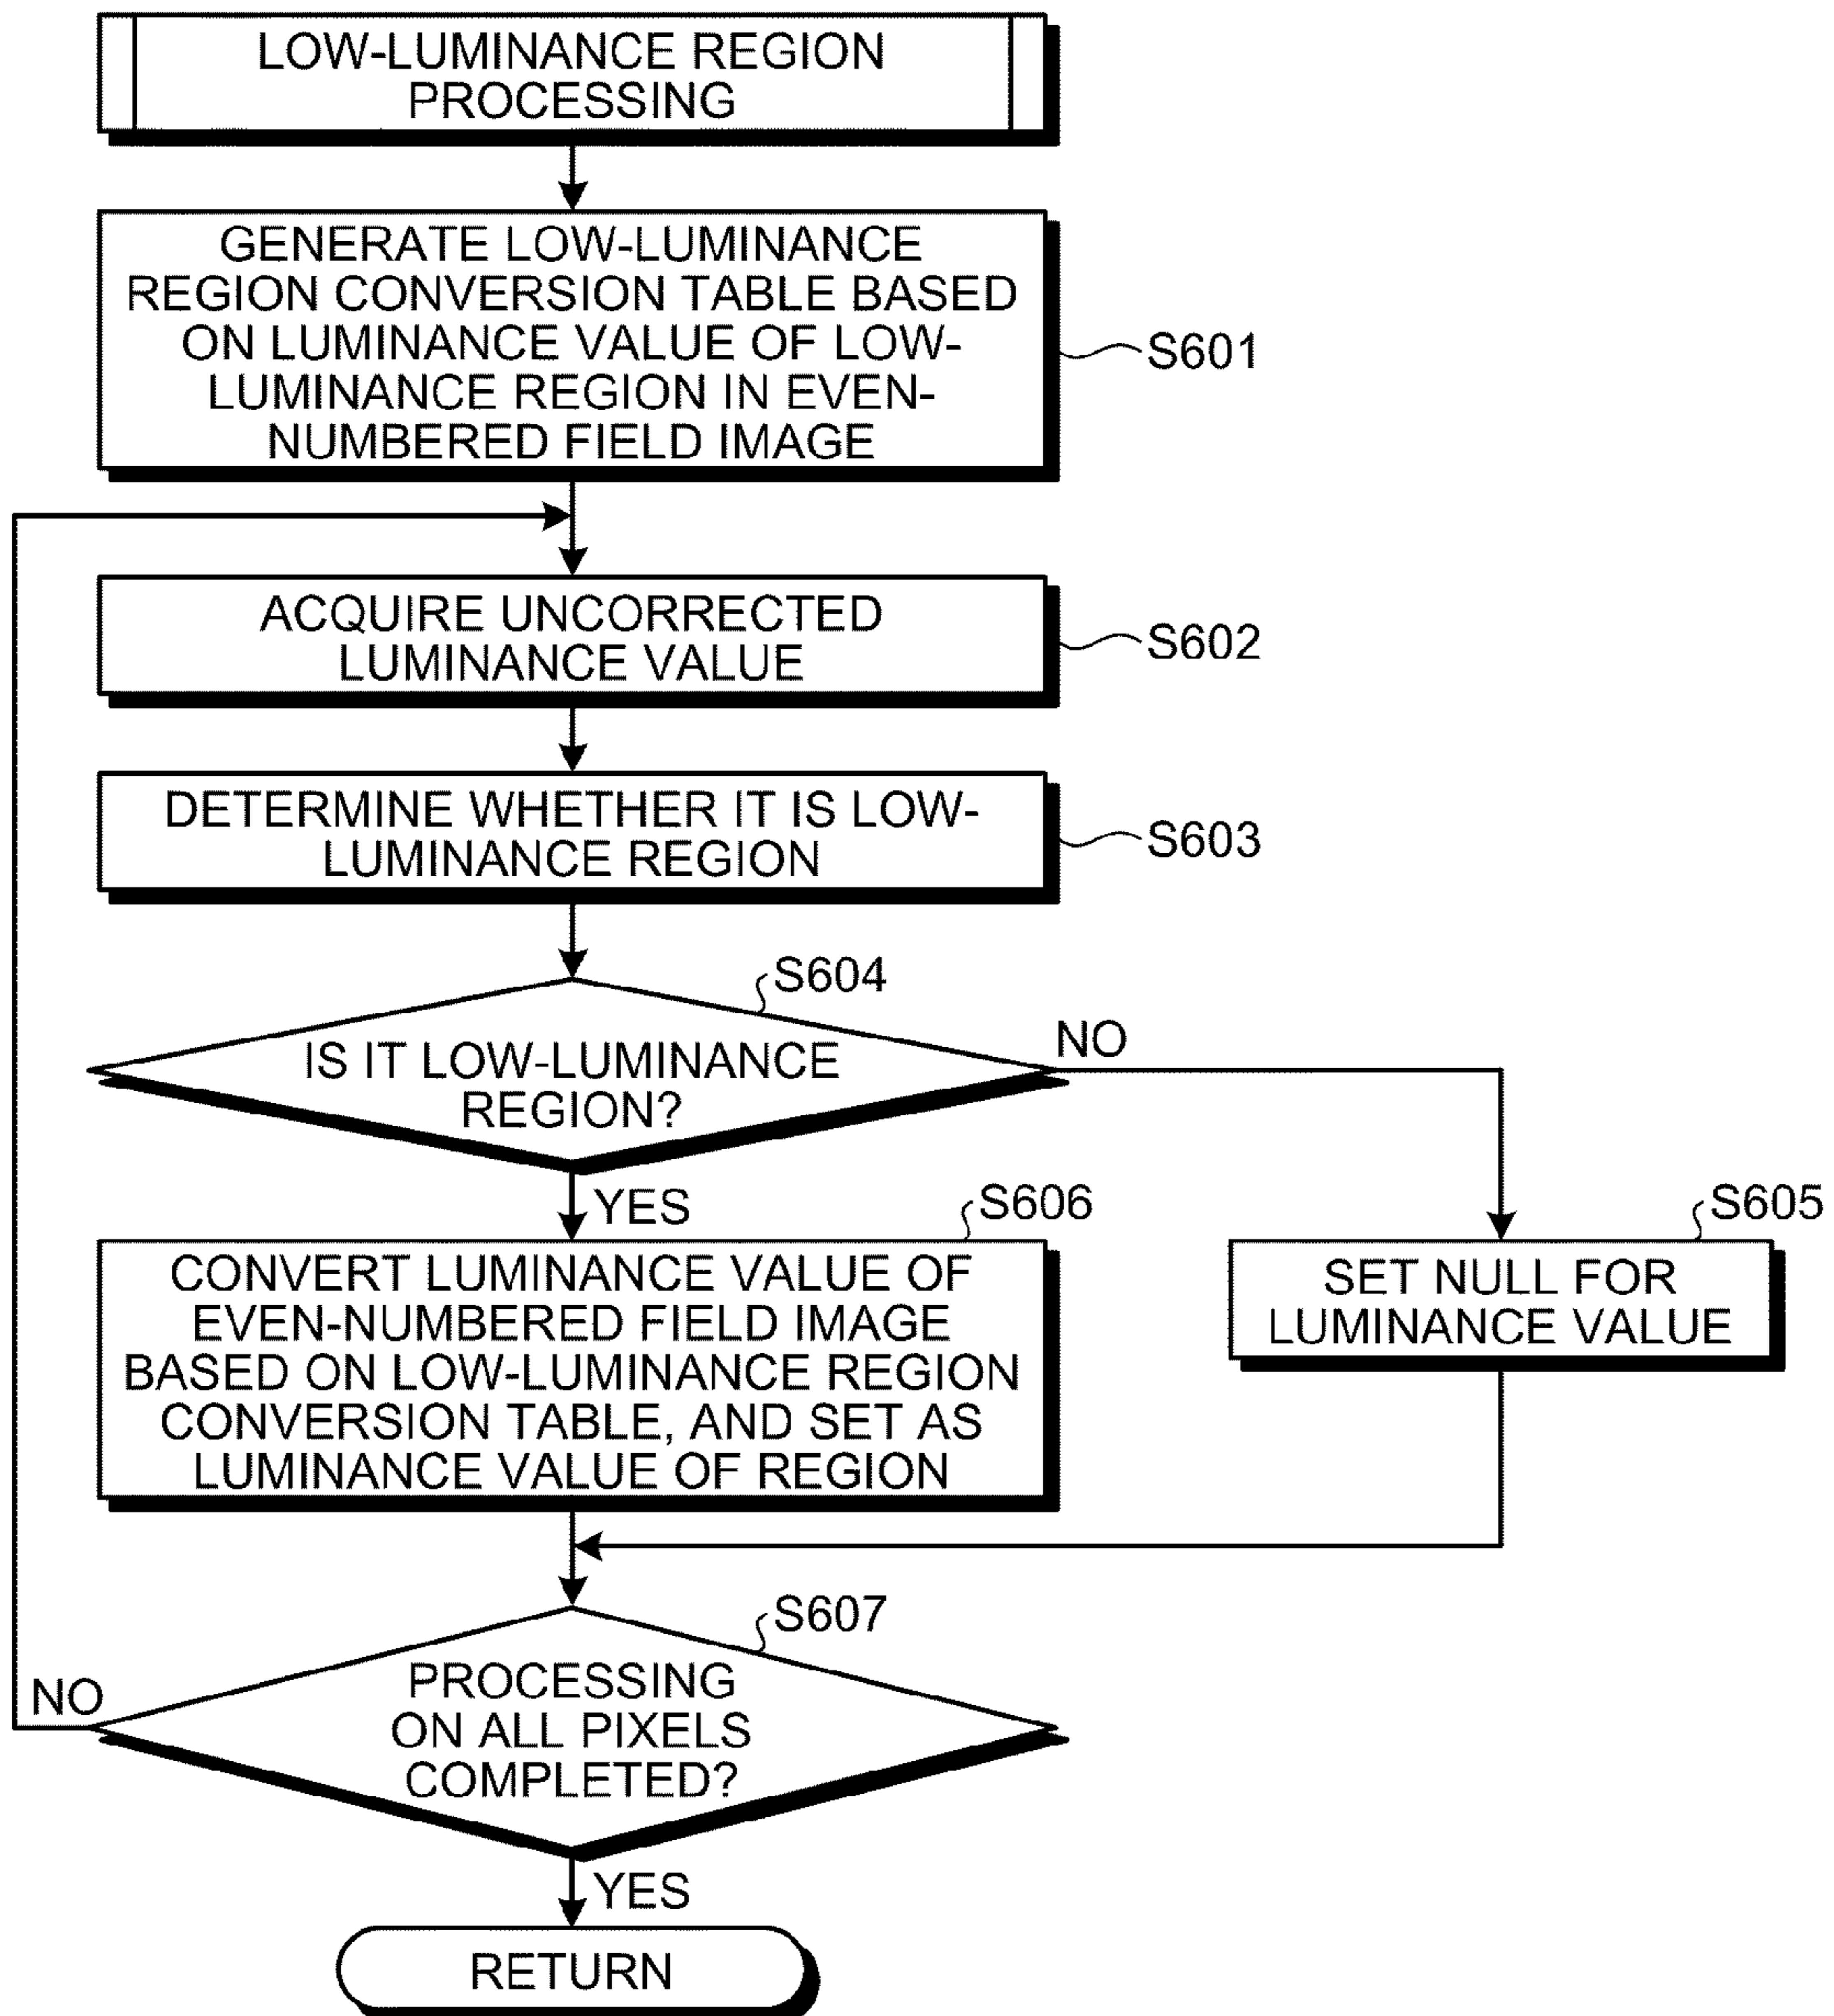 LOW-LUMINANCE REGION
PROCESSING
GENERATE LOW-LUMINANCE
REGION CONVERSION TABLE BASED
ON LUMINANCE VALUE OF LOW-
LUMINANCE REGION IN EVEN-
NUMBERED FIELD IMAGE
S601
ACQUIRE UNCORRECTED
LUMINANCE VALUE
S602
DETERMINE WHETHER IT IS LOW-
LUMINANCE REGION
S603
S604
IS IT LOW-LUMINANCE
REGION?
NO
YES
S606
CONVERT LUMINANCE VALUE OF
EVEN-NUMBERED FIELD IMAGE
BASED ON LOW-LUMINANCE REGION
CONVERSION TABLE, AND SET AS
LUMINANCE VALUE OF REGION
S605
SET NULL FOR
LUMINANCE VALUE
S607
PROCESSING
ON ALL PIXELS
COMPLETED?
NO
YES
RETURN